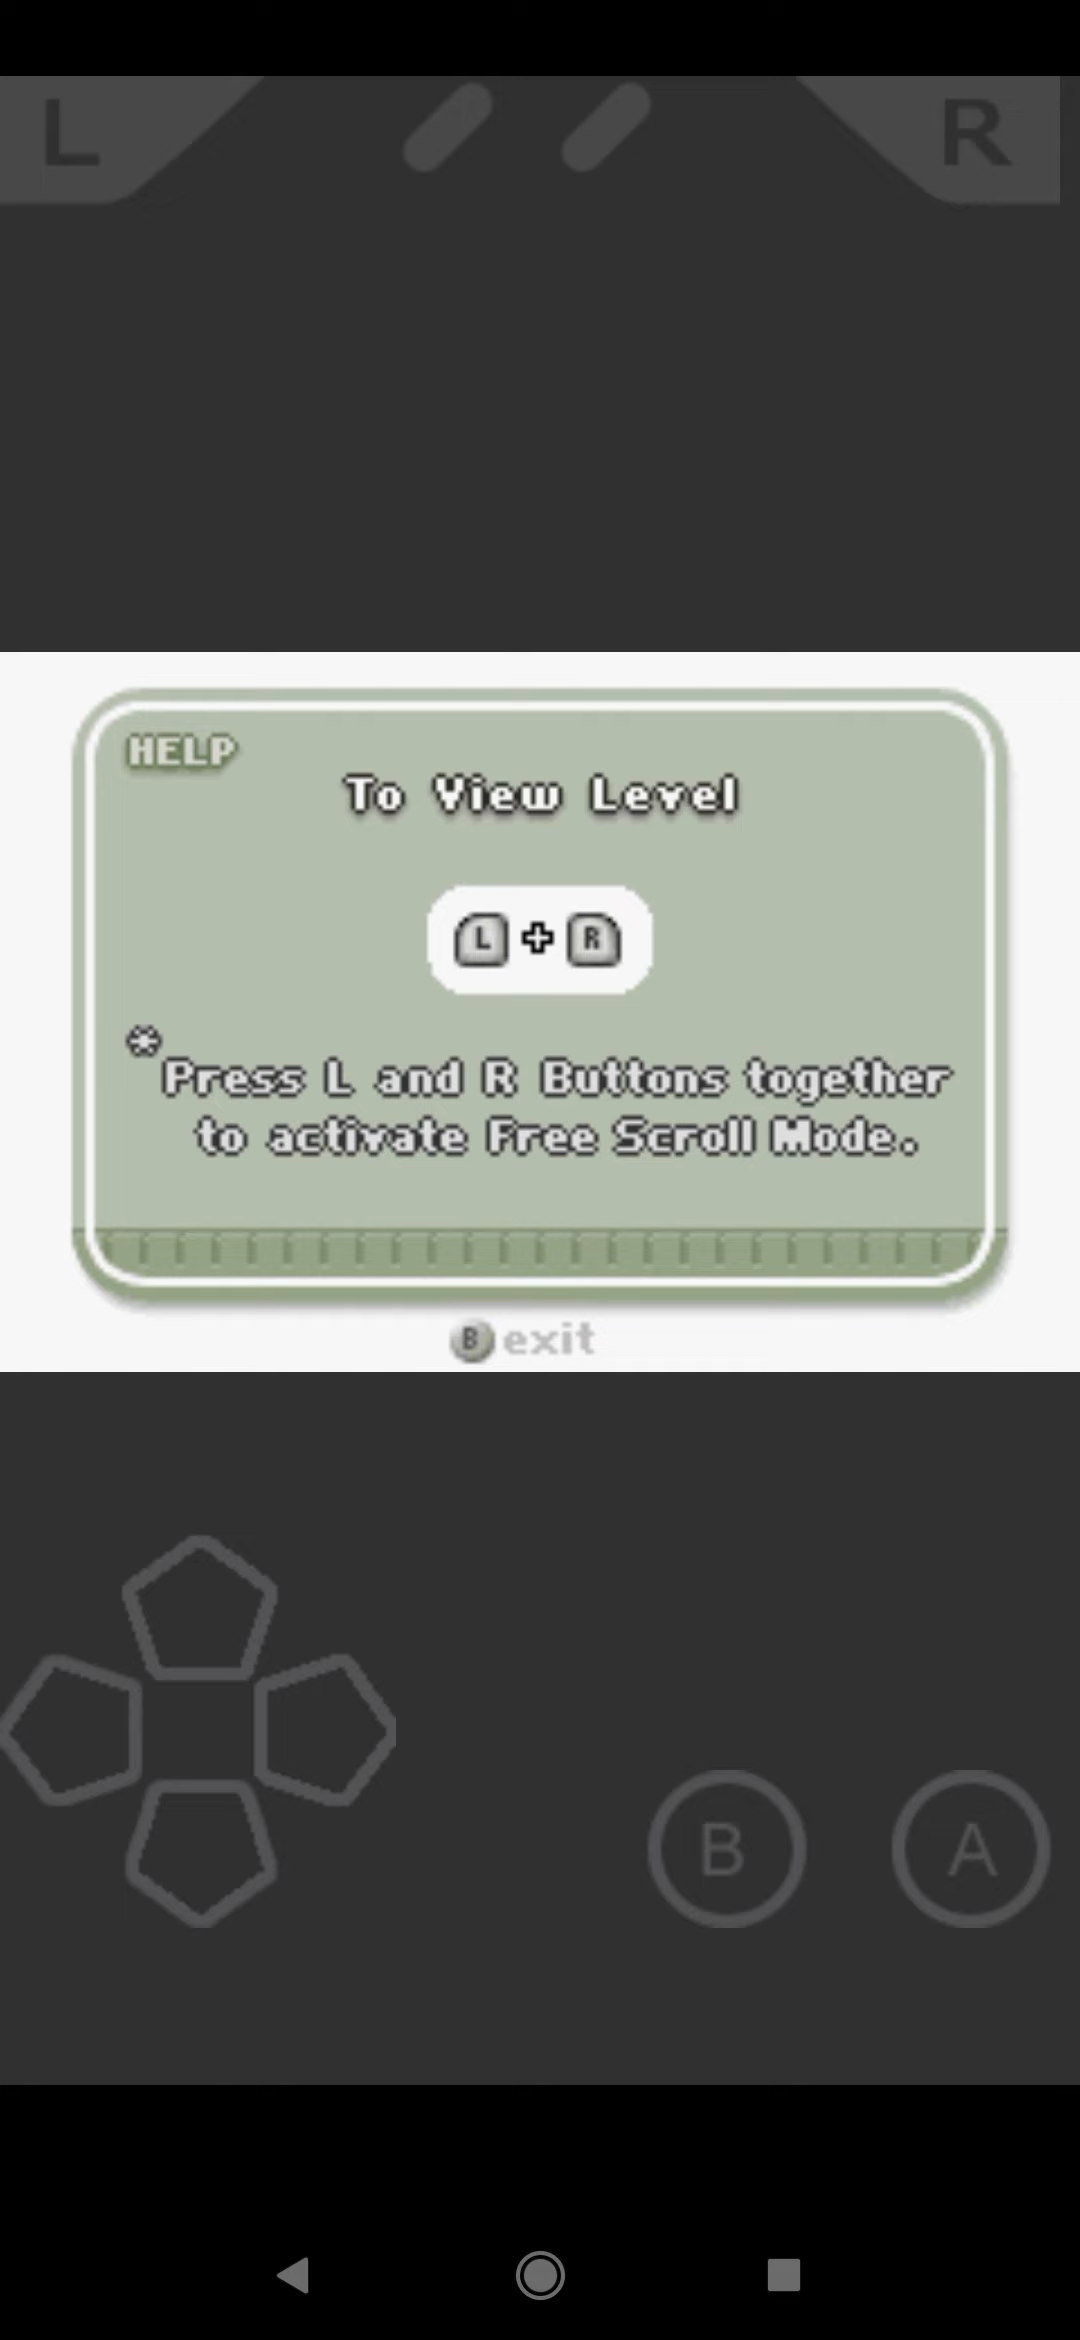 L R
HELP
To View Level
L + R
*Press L and R Buttons together
to activate Free Scroll Mode.
B exit
B A